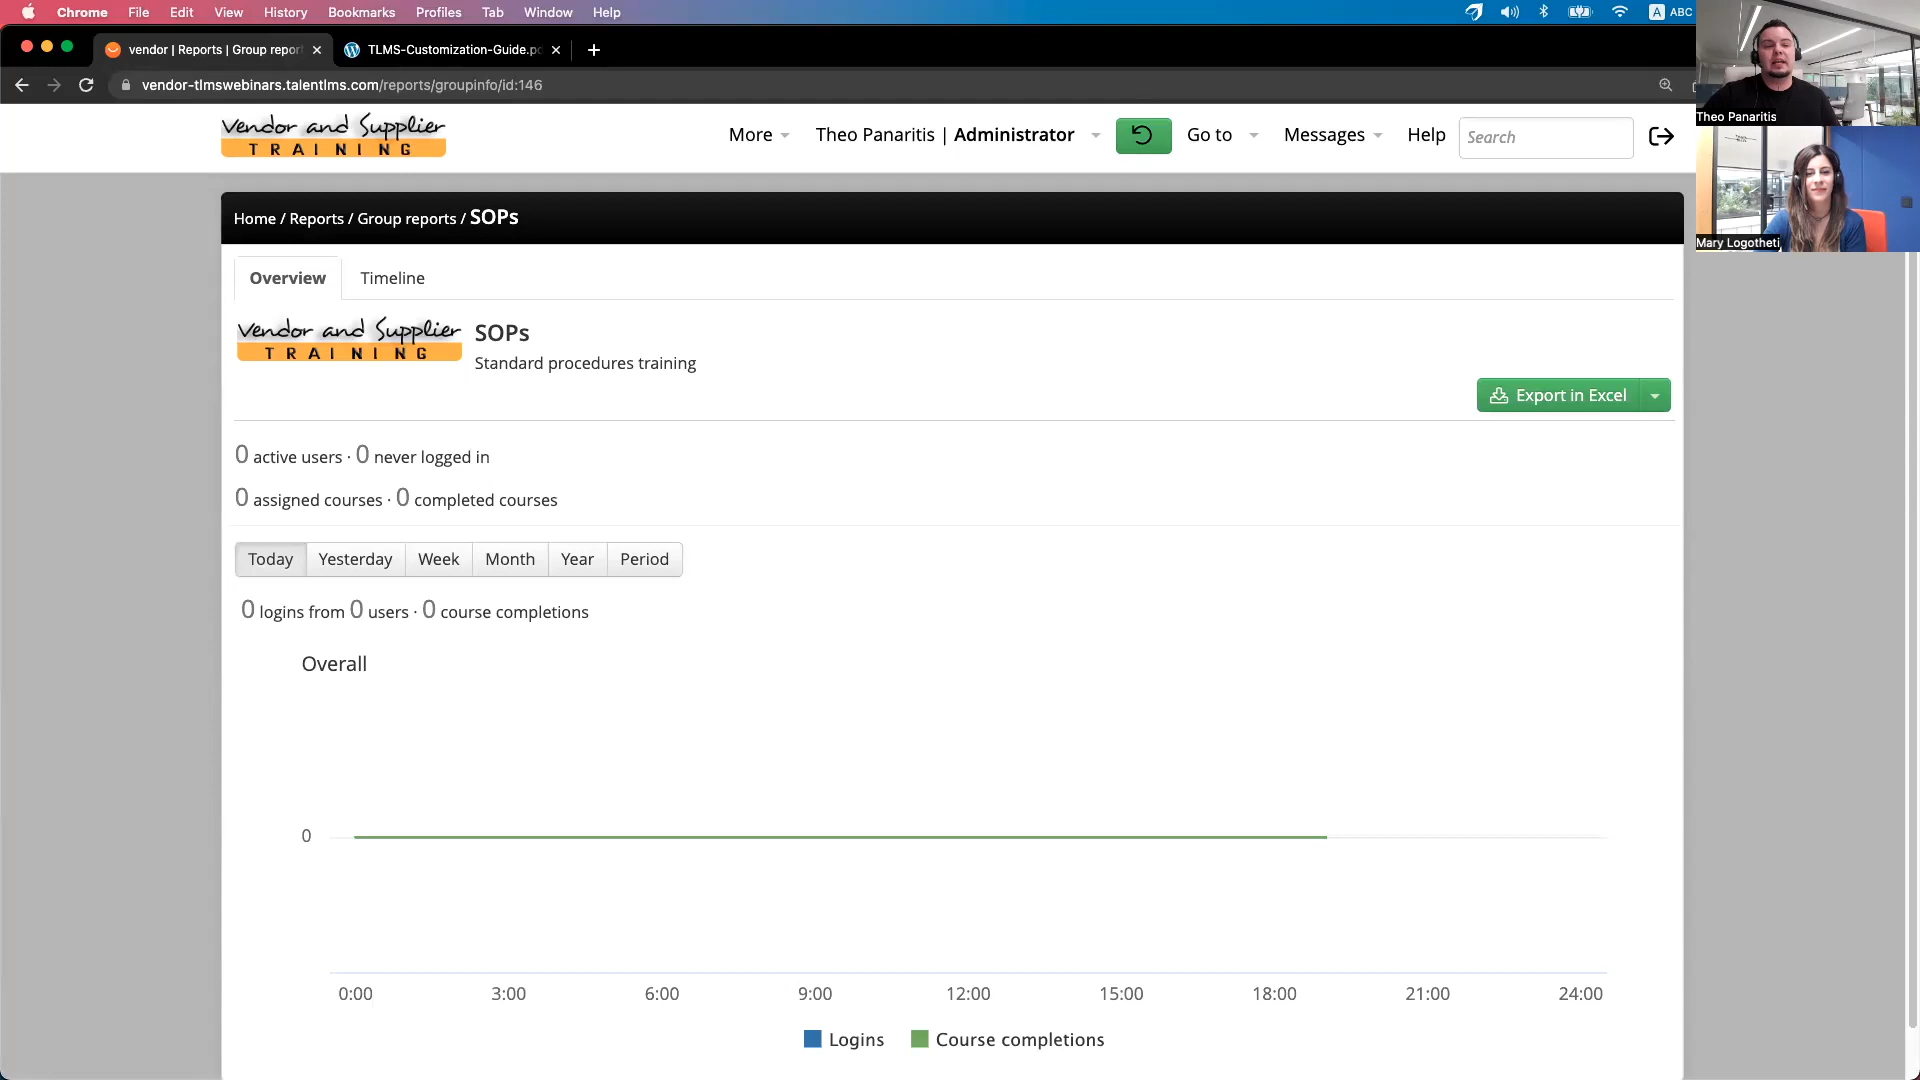 Chrome File Edit View History Bookmarks Profiles Tab Window Help A ABC
vendor | Reports | Group repor TLMS-Customization-Guide.p
vendor-tlmswebinars.talentlms.com/reports/groupinfo/id:146
Theo Panaritis
Mary Logotheti
Vendor and Supplier
TRAINING
More Theo Panaritis | Administrator Go to Messages Help Search
Home / Reports / Group reports / SOPs
Overview Timeline
Vendor and Supplier
TRAINING
SOPs
Standard procedures training
Export in Excel
0 active users · 0 never logged in
0 assigned courses · 0 completed courses
Today Yesterday Week Month Year Period
0 logins from 0 users · 0 course completions
Overall
0
0:00 3:00 6:00 9:00 12:00 15:00 18:00 21:00 24:00
Logins Course completions